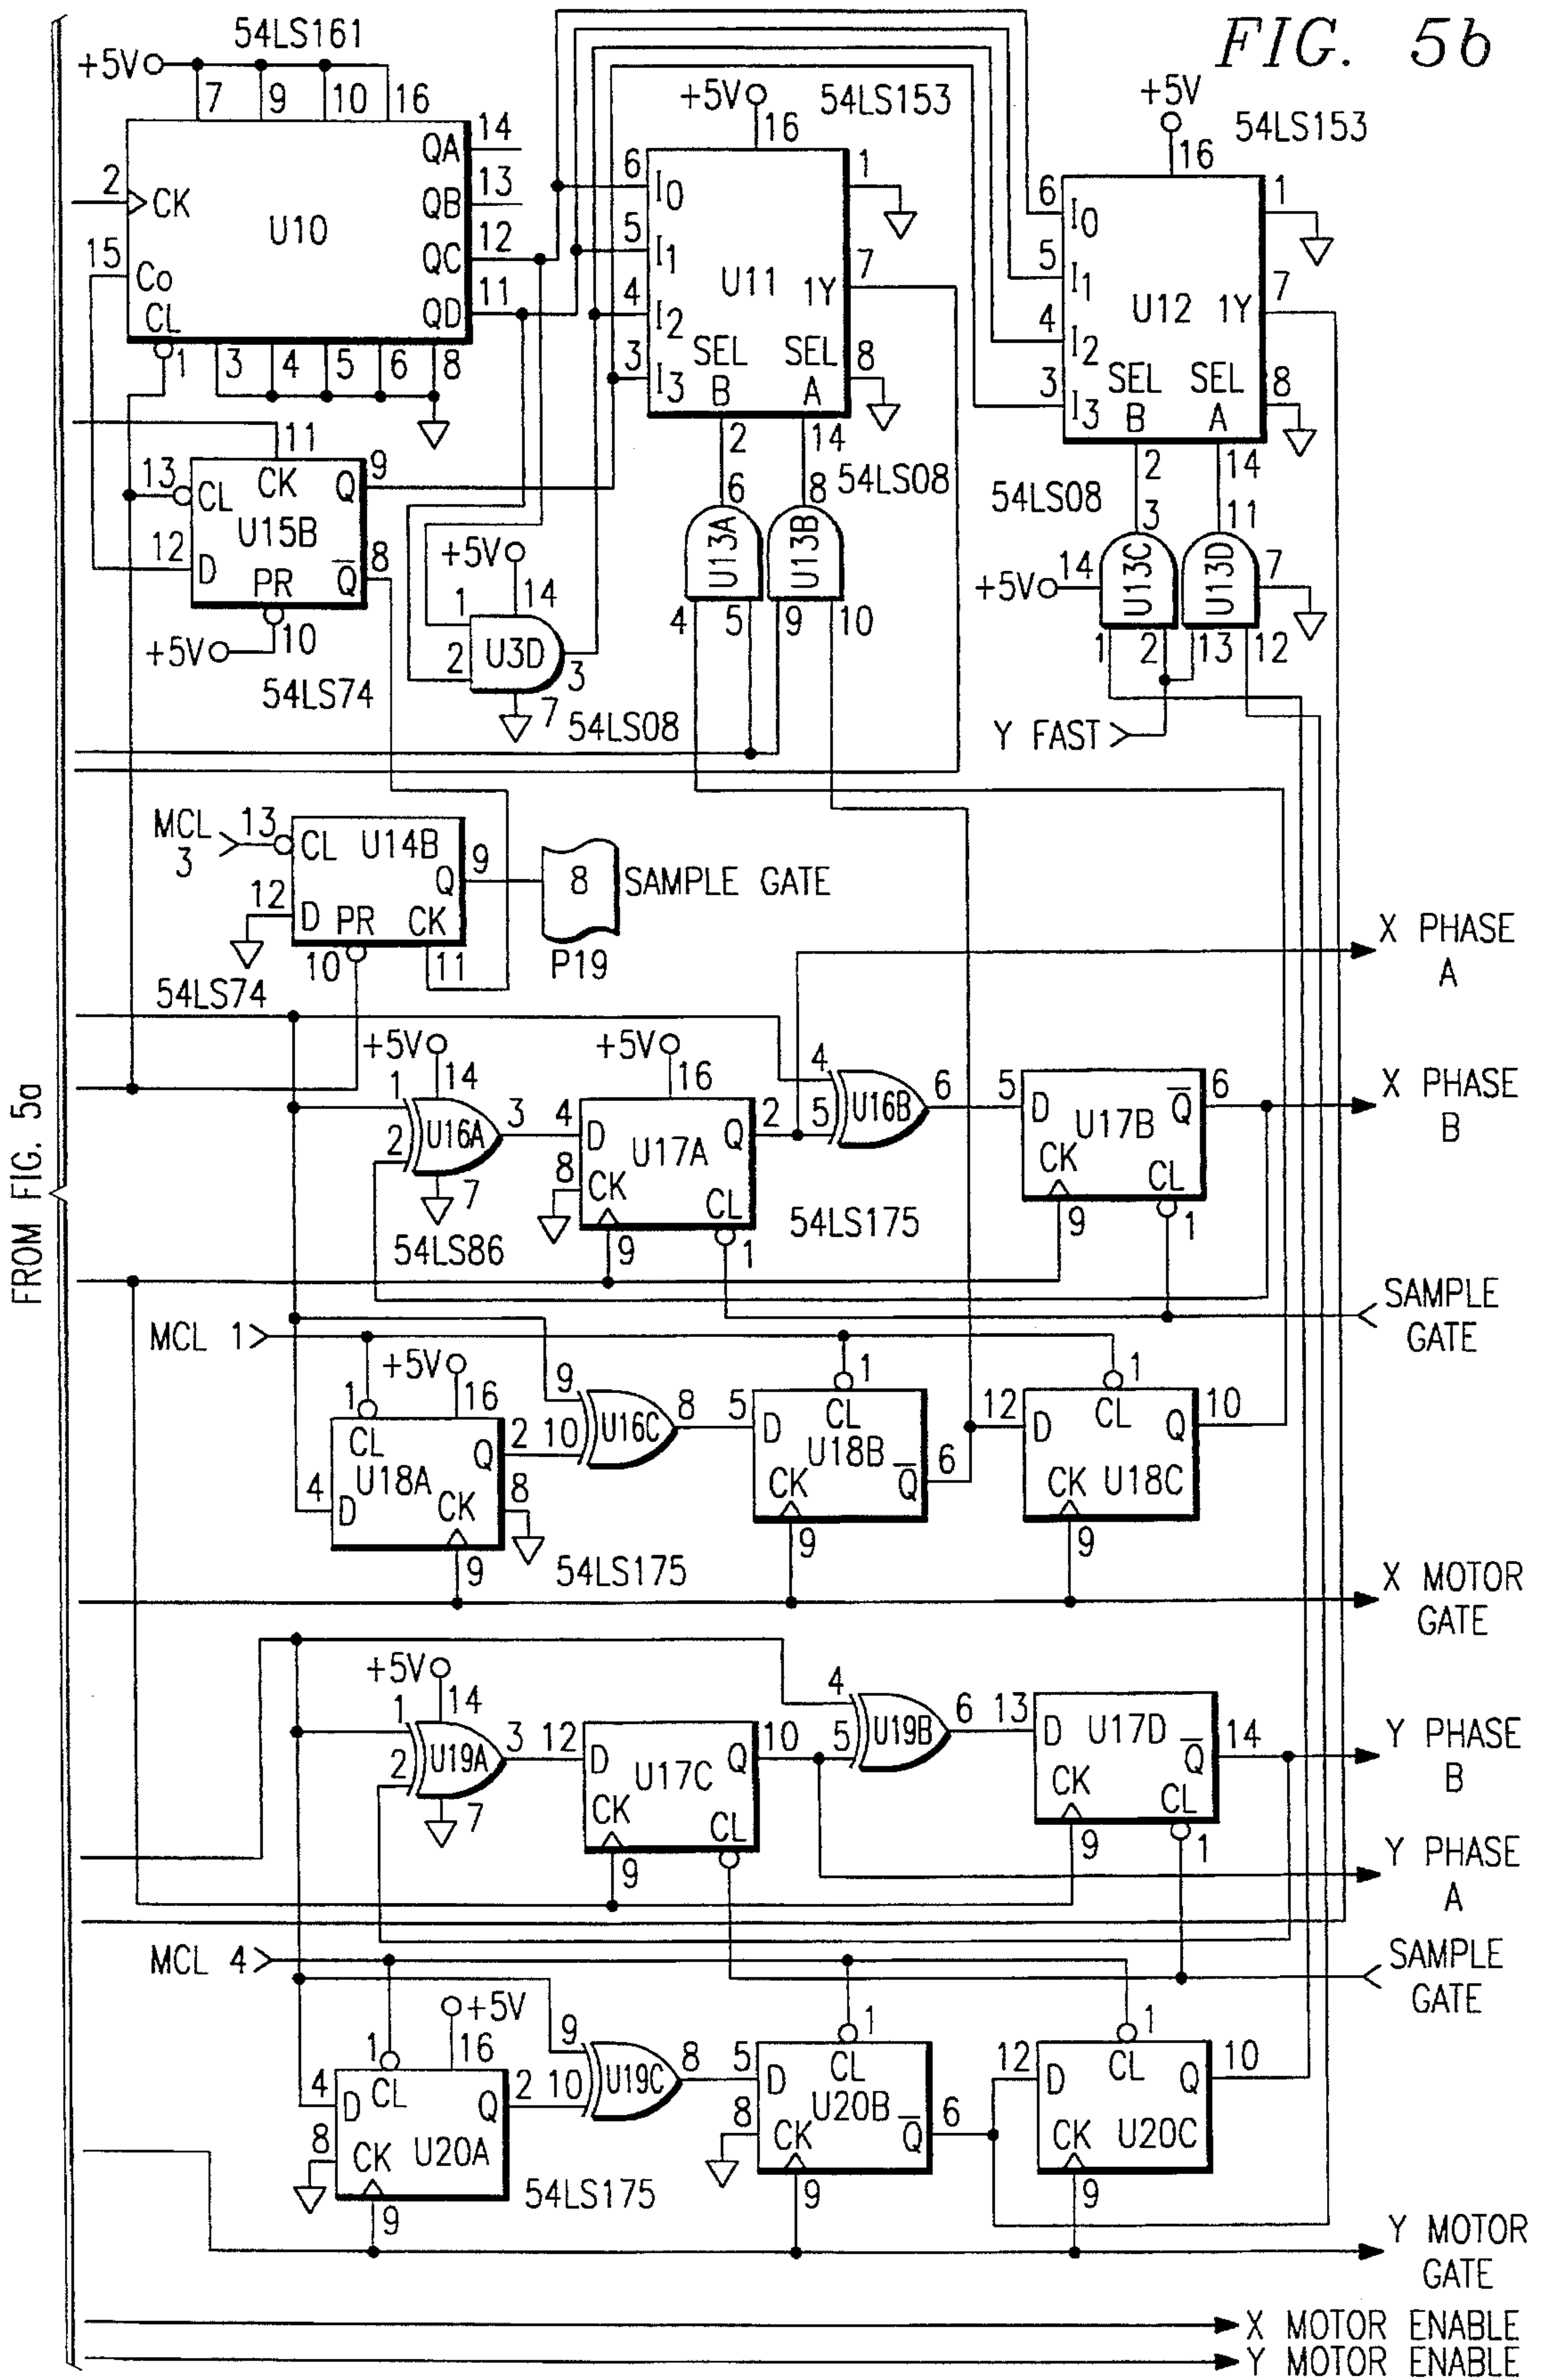 FIG. 5b
54LS161
+5V
7 9 10 16
QA 14
QB 13
2 CK
U10
QC 12
15 Co
QD 11
CL
1 3 4 5 6 8
+5V
54LS153
16
6 I0
1
5 I1
U11
1Y 7
4 I2
SEL B
SEL A
8
3 I3
2 14
54LS08
6 8
U13A U13B
4 5 9 10
+5V
54LS153
16
6 I0
1
5 I1
U12 1Y 7
4 I2
SEL B
SEL A
8
3 I3
2 14
54LS08
3 11
+5V 14
U13C U13D
7
1 2 13 12
Y FAST
11
13 CL CK Q 9
U15B
12 D PR Q 8
+5V 10
54LS74
+5V
14
1
2 U3D 3
7 54LS08
MCL 3
13 CL U14B
Q 9
8 SAMPLE GATE
P19
12 D PR CK
10 11
54LS74
X PHASE A
+5V
14
1
2 U16A 3
7
54LS86
+5V
16
4 D Q 2
U17A
8 CK
CL
9 1
54LS175
4
5 U16B 6
5 D Q 6
U17B
CK CL
9 1
X PHASE B
FROM FIG. 5a
SAMPLE GATE
MCL 1
+5V
1 16
CL
Q 2
U18A
4 D CK 8
9
54LS175
9
10 U16C 8
1
5 D CL
U18B
CK Q 6
9
1
12 D CL Q 10
CK U18C
9
X MOTOR GATE
+5V
14
1
2 U19A 3
7
12 D Q 10
U17C
CK CL
9
4
5 U19B 6
13 D U17D
Q 14
CK CL
9 1
Y PHASE B
Y PHASE A
MCL 4
SAMPLE GATE
+5V
1 16
4 D CL Q 2
8 CK U20A
9
54LS175
9
10 U19C 8
1
5 D CL
U20B
8 CK Q 6
9
1
12 D CL Q 10
CK U20C
9
Y MOTOR GATE
X MOTOR ENABLE
Y MOTOR ENABLE